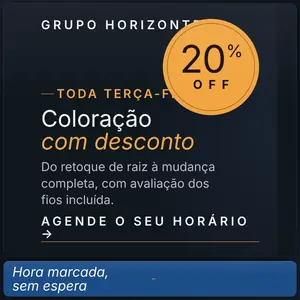 GRUPO HORIZONTE
20%
OFF
TODA TERÇA-F
Coloração
com desconto
Do retoque de raiz à mudança
completa, com avaliação dos
fios incluída.
AGENDE O SEU HORÁRIO
→
Hora marcada,
sem espera